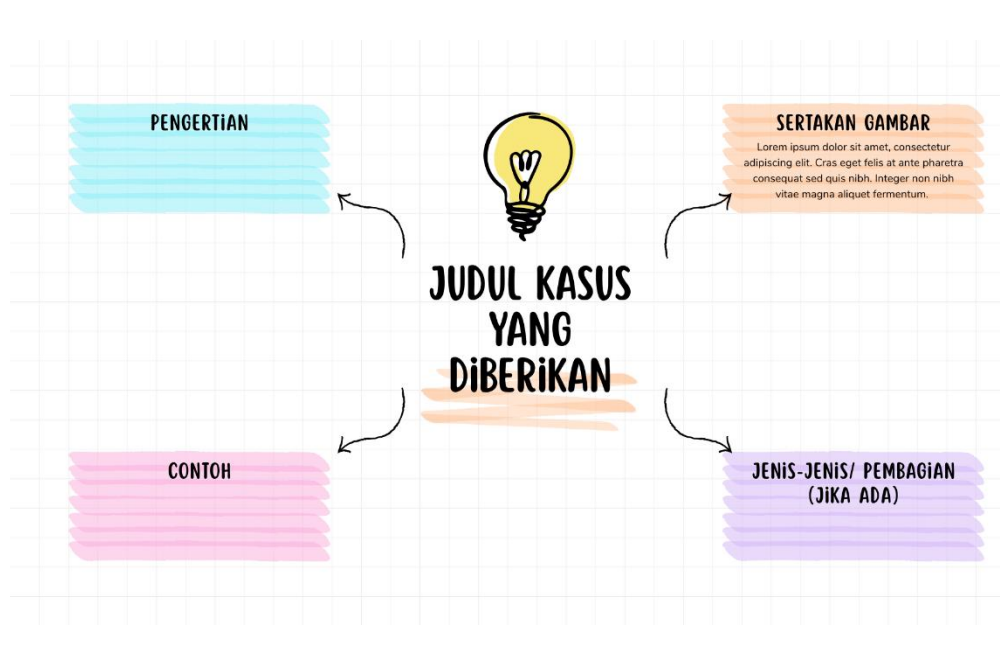 PENGERTiAN
SERTAKAN GAMBAR
Lorem ipsum dolor sit amet, consectetur
adipiscing elit. Cras eget felis at ante pharetra
consequat sed quis nibh. Integer non nibh
vitae magna aliquet fermentum.
JUDUL KASUS
YANG
DiBERiKAN
CONTOH
JENiS-JENiS/ PEMBAGiAN
(JiKA ADA)